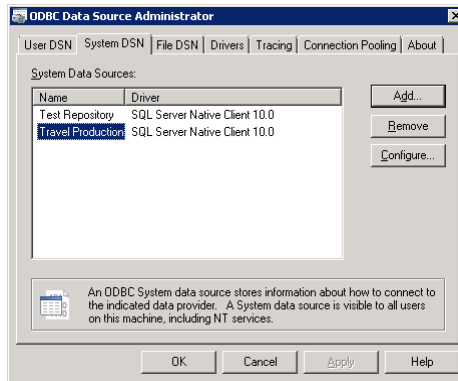 ODBC Data Source Administrator
User DSN System DSN File DSN Drivers Tracing Connection Pooling About
System Data Sources:
Name Driver
Test Repository SQL Server Native Client 10.0
Travel Production SQL Server Native Client 10.0
Add...
Remove
Configure...
An ODBC System data source stores information about how to connect to
the indicated data provider. A System data source is visible to all users
on this machine, including NT services.
OK Cancel Apply Help